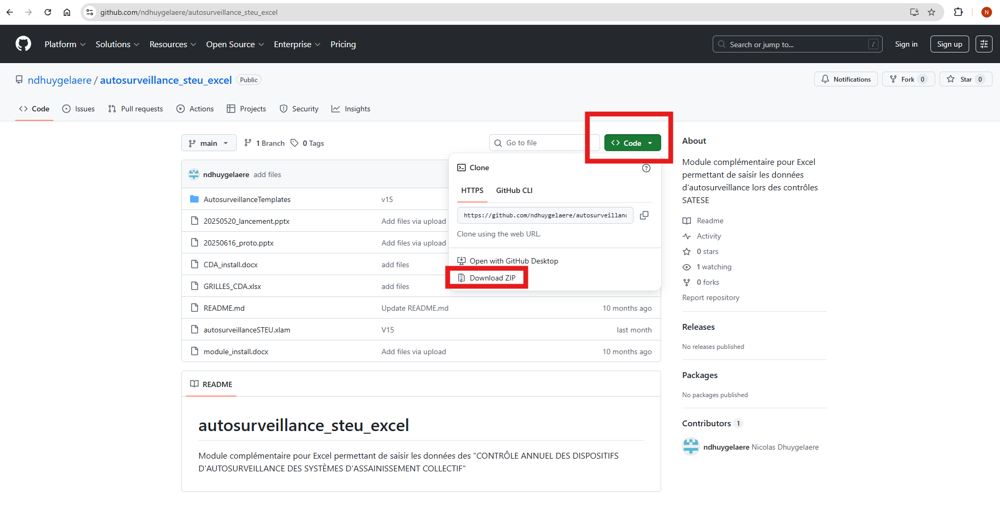 github.com/ndhuygelaere/autosurveillance_steu_excel
N
Platform Solutions Resources Open Source Enterprise Pricing
Search or jump to...
/
Sign in
Sign up
ndhuygelaere / autosurveillance_steu_excel Public
Notifications
Fork 0
Star 0
Code Issues Pull requests Actions Projects Security Insights
main 1 Branch 0 Tags
Go to file
Code
ndhuygelaere add files
AutosurveillanceTemplates v15
20250520_lancement.pptx Add files via upload
20250616_proto.pptx Add files via upload
CDA_install.docx add files
GRILLES_CDA.xlsx add files
README.md Update README.md 10 months ago
autosurveillanceSTEU.xlam V15 last month
module_install.docx Add files via upload 10 months ago
Clone
HTTPS GitHub CLI
https://github.com/ndhuygelaere/autosurveillanc
Clone using the web URL.
Open with GitHub Desktop
Download ZIP
README
autosurveillance_steu_excel
Module complémentaire pour Excel permettant de saisir les données des "CONTRÔLE ANNUEL DES DISPOSITIFS
D'AUTOSURVEILLANCE DES SYSTÈMES D'ASSAINISSEMENT COLLECTIF"
About
Module complémentaire pour Excel
permettant de saisir les données
d'autosurveillance lors des contrôles
SATESE
Readme
Activity
0 stars
1 watching
0 forks
Report repository
Releases
No releases published
Packages
No packages published
Contributors 1
ndhuygelaere Nicolas Dhuygelaere